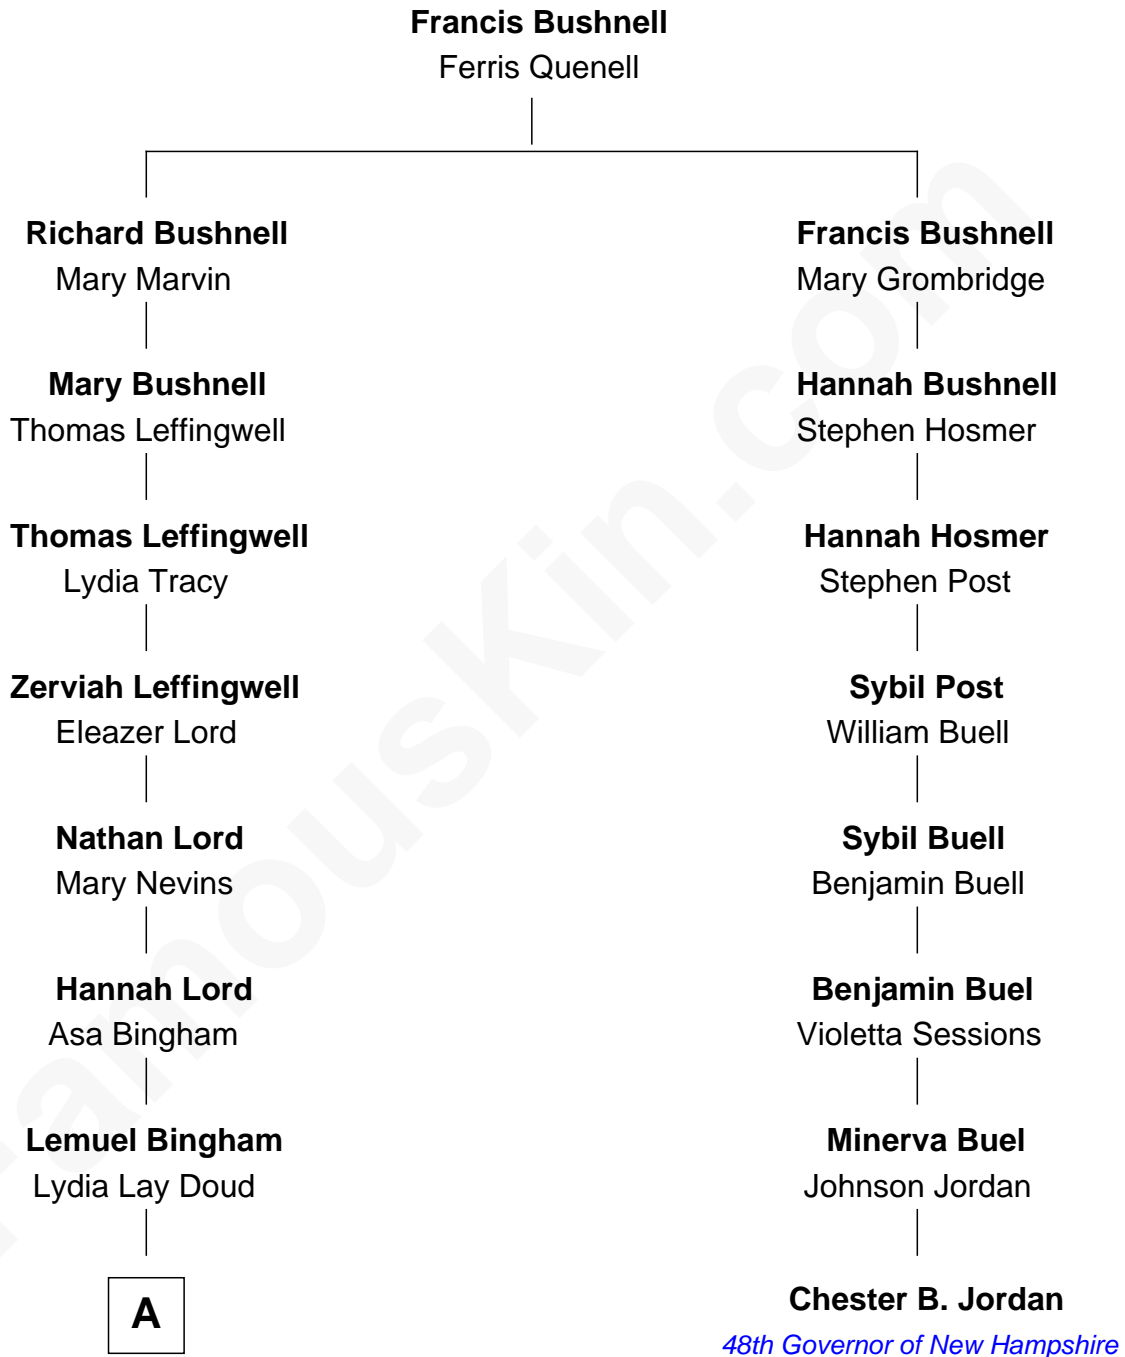 Francis Bushnell
Ferris Quenell
Richard Bushnell
Mary Marvin
Mary Bushnell
Thomas Leffingwell
Thomas Leffingwell
Lydia Tracy
Zerviah Leffingwell
Eleazer Lord
Nathan Lord
Mary Nevins
Hannah Lord
Asa Bingham
Lemuel Bingham
Lydia Lay Doud
A
Francis Bushnell
Mary Grombridge
Hannah Bushnell
Stephen Hosmer
Hannah Hosmer
Stephen Post
Sybil Post
William Buell
Sybil Buell
Benjamin Buell
Benjamin Buel
Violetta Sessions
Minerva Buel
Johnson Jordan
Chester B. Jordan
48th Governor of New Hampshire
FamousKin.com